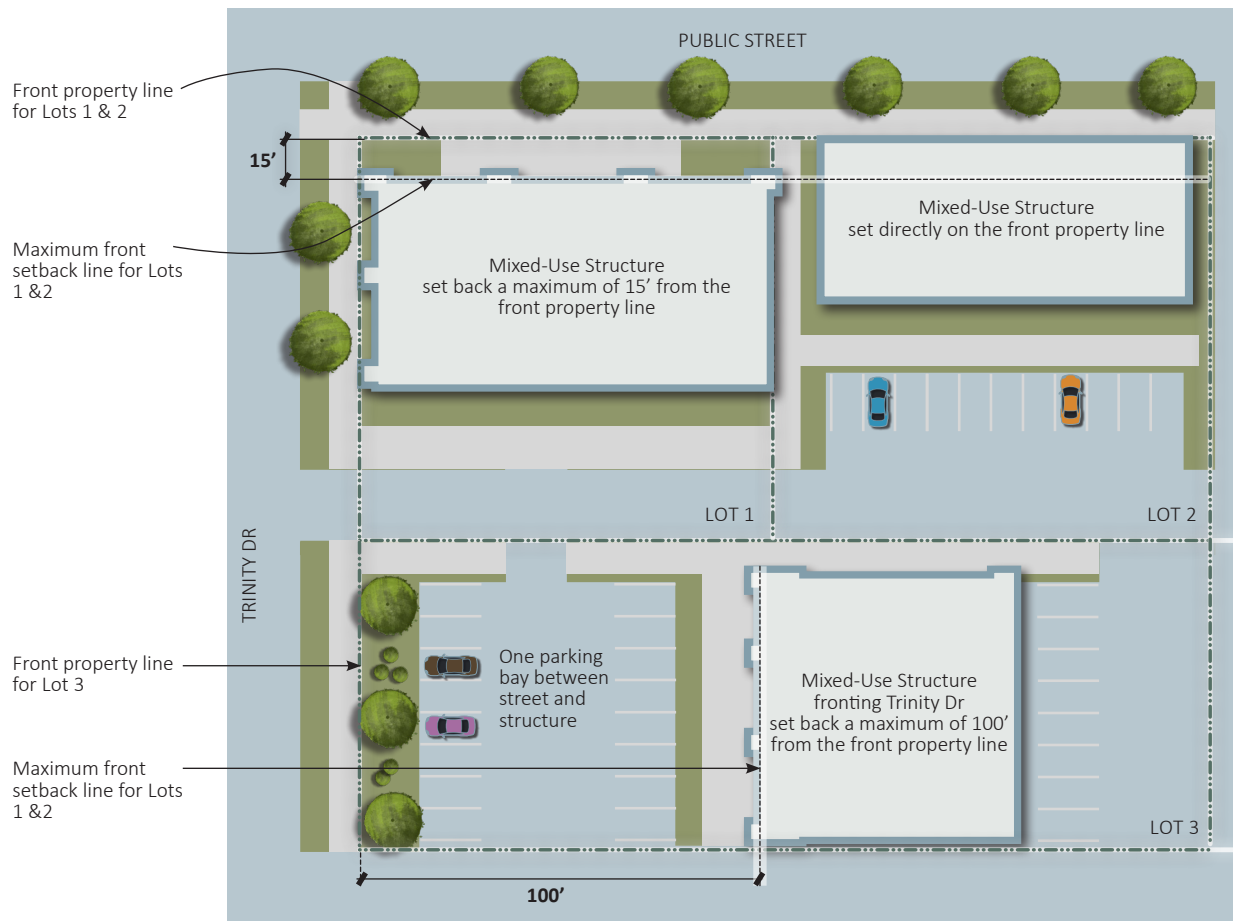 PUBLIC STREET
Front property line
for Lots 1 & 2
15’
Maximum front
setback line for Lots
1 &2
Mixed-Use Structure
set back a maximum of 15’ from the
front property line
Mixed-Use Structure
set directly on the front property line
LOT 1
LOT 2
TRINITY DR
Front property line
for Lot 3
One parking
bay between
street and
structure
Mixed-Use Structure
fronting Trinity Dr
set back a maximum of 100’
from the front property line
Maximum front
setback line for Lots
1 &2
LOT 3
100’